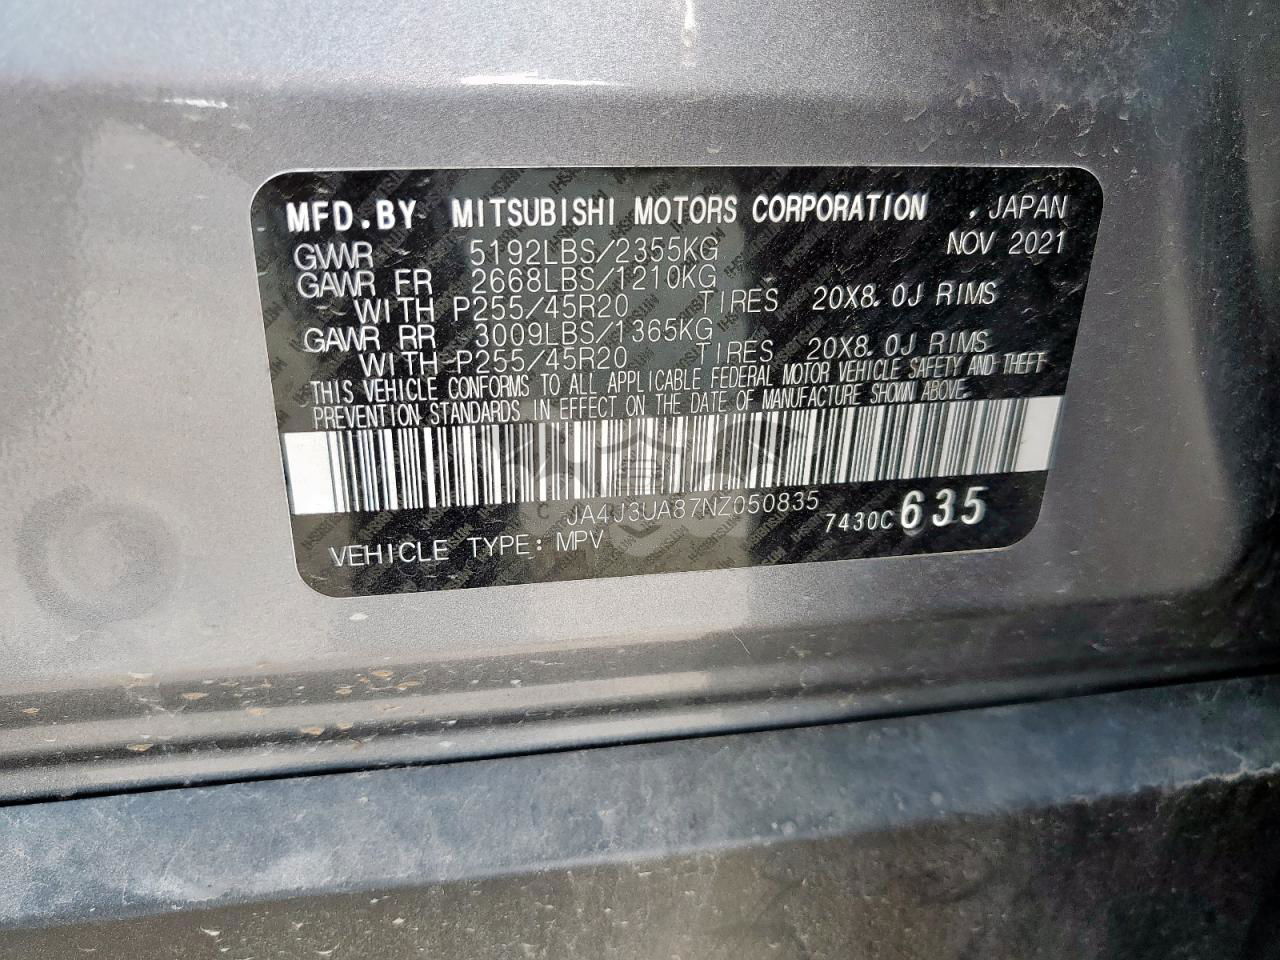 MFD.BY MITSUBISHI MOTORS CORPORATION , JAPAN
NOV 2021
GVWR 5192LBS/2355KG
GAWR FR 2668LBS/1210KG
WITH P255/45R20 TIRES 20X8.0J RIMS
GAWR RR 3009LBS/1365KG
WITH P255/45R20 TIRES 20X8.0J RIMS
THIS VEHICLE CONFORMS TO ALL APPLICABLE FEDERAL MOTOR VEHICLE SAFETY AND THEFT
PREVENTION STANDARDS IN EFFECT ON THE DATE OF MANUFACTURE SHOWN ABOVE.
JA4J3UA87NZ050835
7430C 635
VEHICLE TYPE: MPV